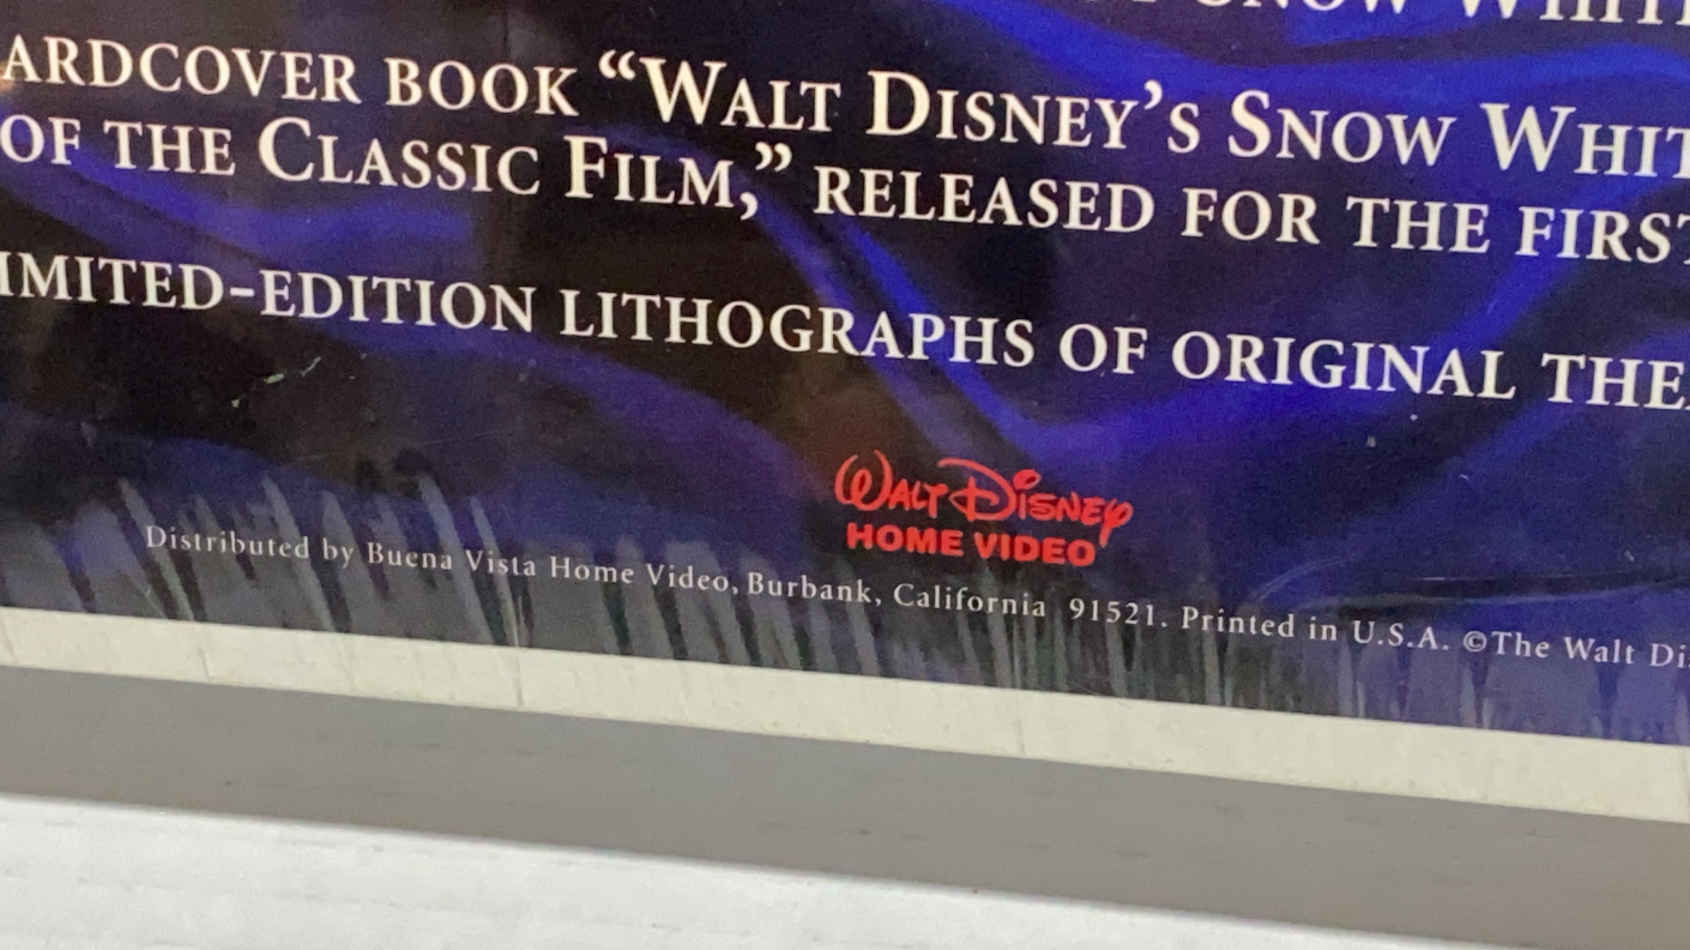 SNOW WHIT
ARDCOVER BOOK “WALT DISNEY’S SNOW WHIT
OF THE CLASSIC FILM,” RELEASED FOR THE FIRST
IMITED-EDITION LITHOGRAPHS OF ORIGINAL THE
WALT DISNEY
HOME VIDEO
Distributed by Buena Vista Home Video, Burbank, California 91521. Printed in U.S.A. ©The Walt Di